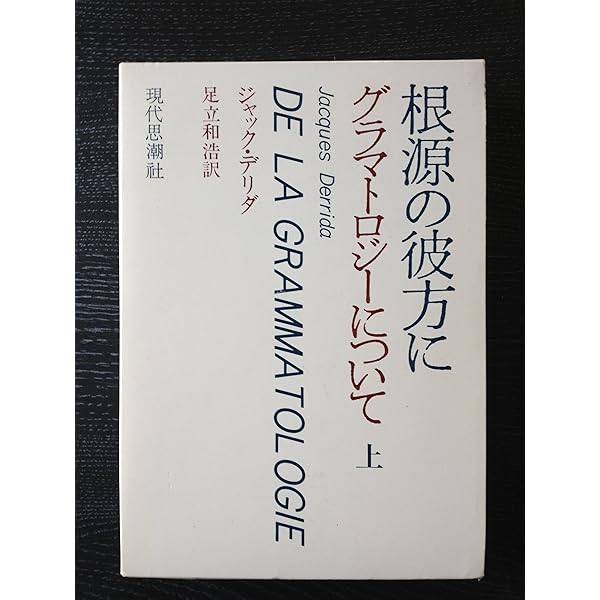 根源の彼方に
グラマトロジーについて 上
Jacques Derrida
DE LA GRAMMATOLOGIE
ジャック・デリダ
足立和浩訳
現代思潮社